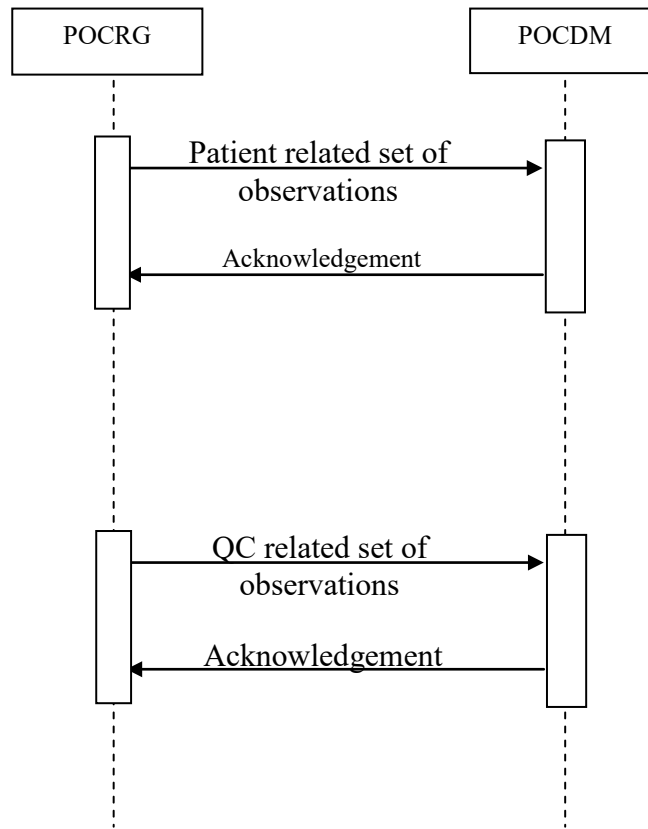 POCRG
POCDM
Patient related set of
observations
Acknowledgement
QC related set of
observations
Acknowledgement